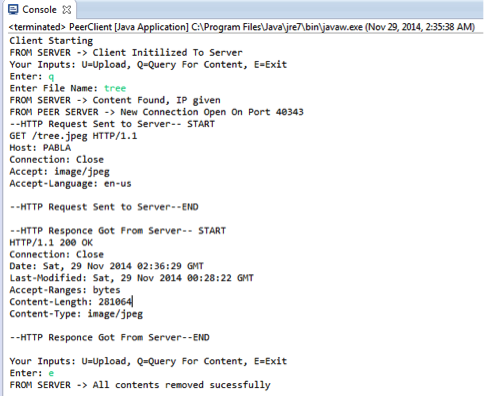 Console
<terminated> PeerClient [Java Application] C:\Program Files\Java\jre7\bin\javaw.exe (Nov 29, 2014, 2:35:38 AM)
Client Starting
FROM SERVER -> Client Initilized To Server
Your Inputs: U=Upload, Q=Query For Content, E=Exit
Enter: q
Enter File Name: tree
FROM SERVER -> Content Found, IP given
FROM PEER SERVER -> New Connection Open On Port 40343
--HTTP Request Sent to Server-- START
GET /tree.jpeg HTTP/1.1
Host: PABLA
Connection: Close
Accept: image/jpeg
Accept-Language: en-us
--HTTP Request Sent to Server--END
--HTTP Responce Got From Server-- START
HTTP/1.1 200 OK
Connection: Close
Date: Sat, 29 Nov 2014 02:36:29 GMT
Last-Modified: Sat, 29 Nov 2014 00:28:22 GMT
Accept-Ranges: bytes
Content-Length: 281064
Content-Type: image/jpeg
--HTTP Responce Got From Server--END
Your Inputs: U=Upload, Q=Query For Content, E=Exit
Enter: e
FROM SERVER -> All contents removed sucessfully